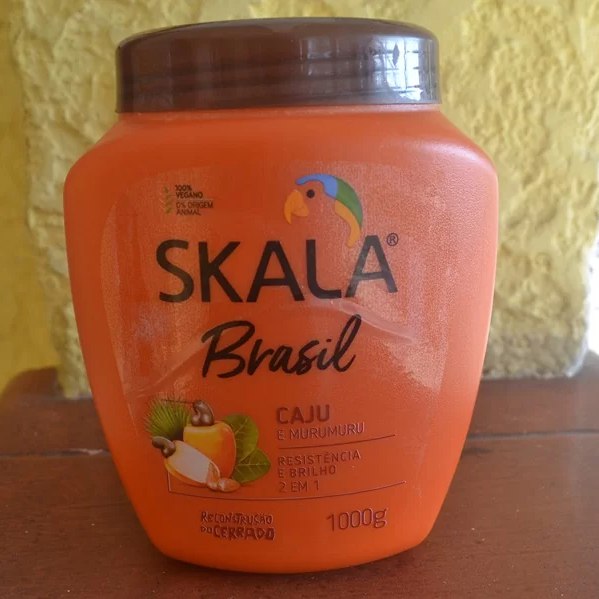 100%
VEGANO
0% ORIGEM
ANIMAL
SKALA®
Brasil
CAJU
E MURUMURU
RESISTÊNCIA
E BRILHO
2 EM 1
RECONSTRUÇÃO
DO CERRADO
1000g